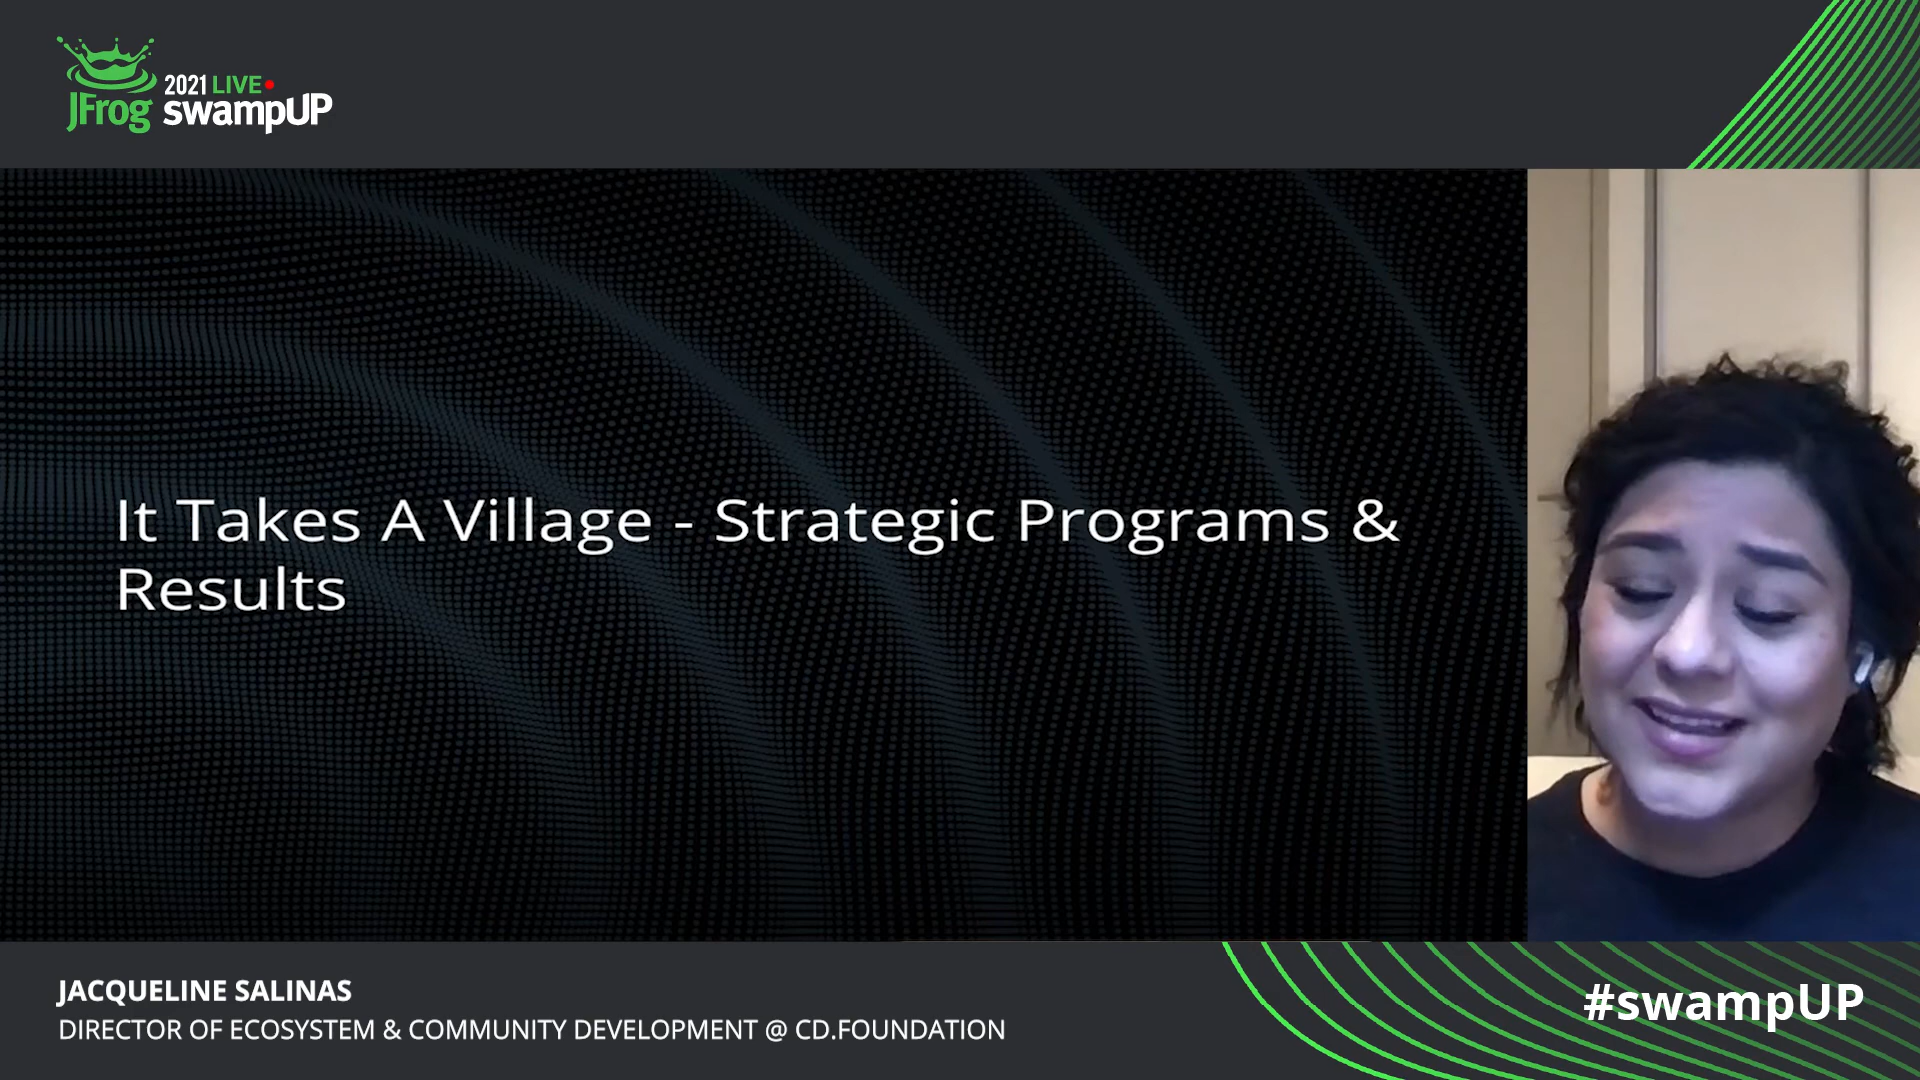 2021 LIVE
JFrog swampUP
It Takes A Village - Strategic Programs &
Results
JACQUELINE SALINAS
DIRECTOR OF ECOSYSTEM & COMMUNITY DEVELOPMENT @ CD.FOUNDATION
#swampUP